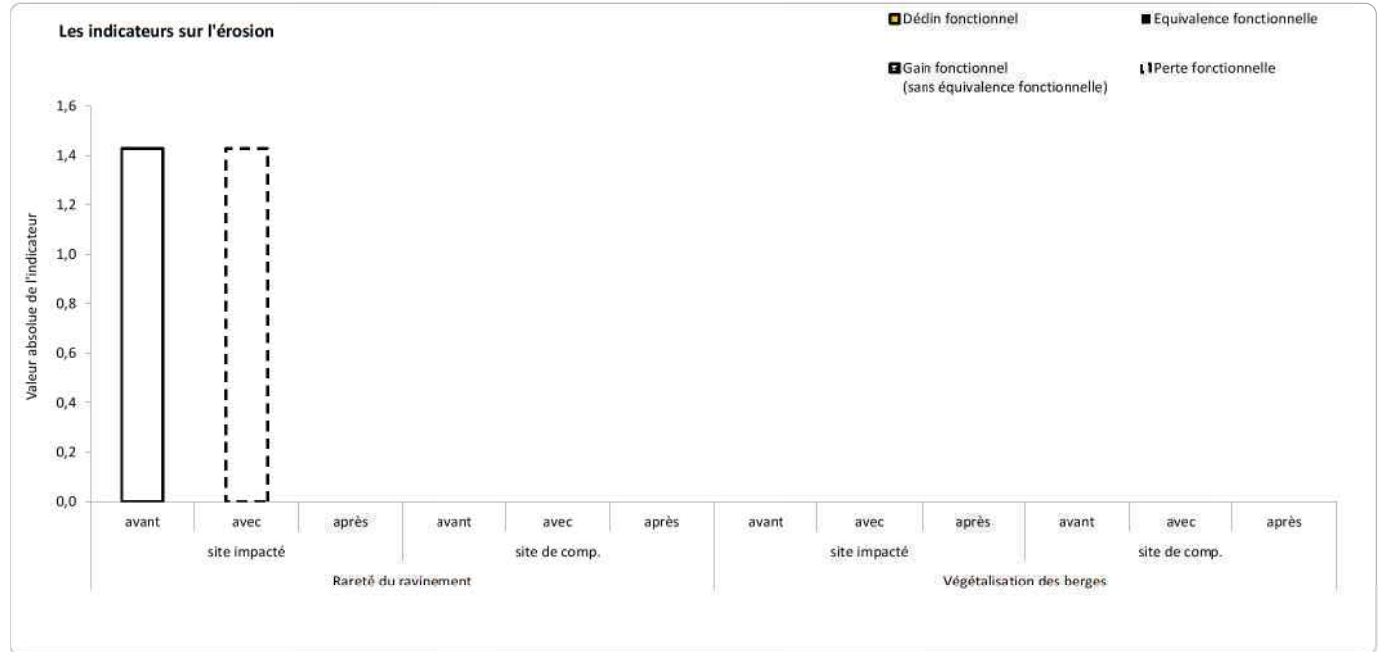 Les indicateurs sur l'érosion
Dédin fonctionnel
Equivalence fonctionnelle
Gain fonctionnel
(sans équivalence fonctionnelle)
Perte fonctionnelle
Valeur absolue de l'indicateur
1,6
1,4
1,2
1,0
0,8
0,6
0,4
0,2
0,0
avant avec après avant avec après avant avec après avant avec après
site impacté site de comp. site impacté site de comp.
Rareté du ravinement Végétalisation des berges